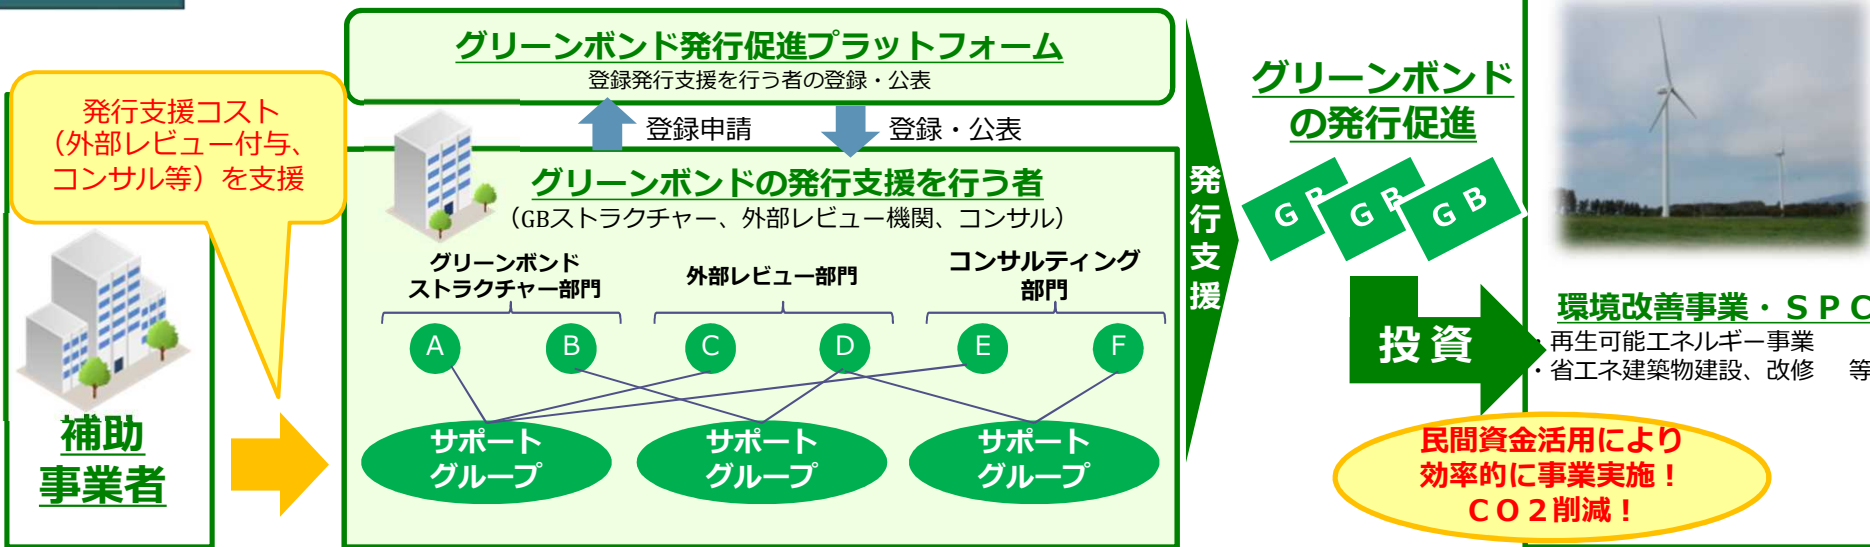 グリーンボンド発行促進プラットフォーム
登録発行支援を行う者の登録・公表
発行支援コスト
（外部レビュー付与、
コンサル等）を支援
登録申請
登録・公表
グリーンボンドの発行支援を行う者
（GBストラクチャー、外部レビュー機関、コンサル）
グリーンボンド
ストラクチャー部門
外部レビュー部門
コンサルティング
部門
A
B
C
D
E
F
サポート
グループ
サポート
グループ
サポート
グループ
補助
事業者
発行支援
グリーンボンド
の発行促進
ＧＢ
ＧＢ
ＧＢ
投資
環境改善事業・ＳＰＣ
・再生可能エネルギー事業
・省エネ建築物建設、改修　等
民間資金活用により
効率的に事業実施！
ＣＯ２削減！